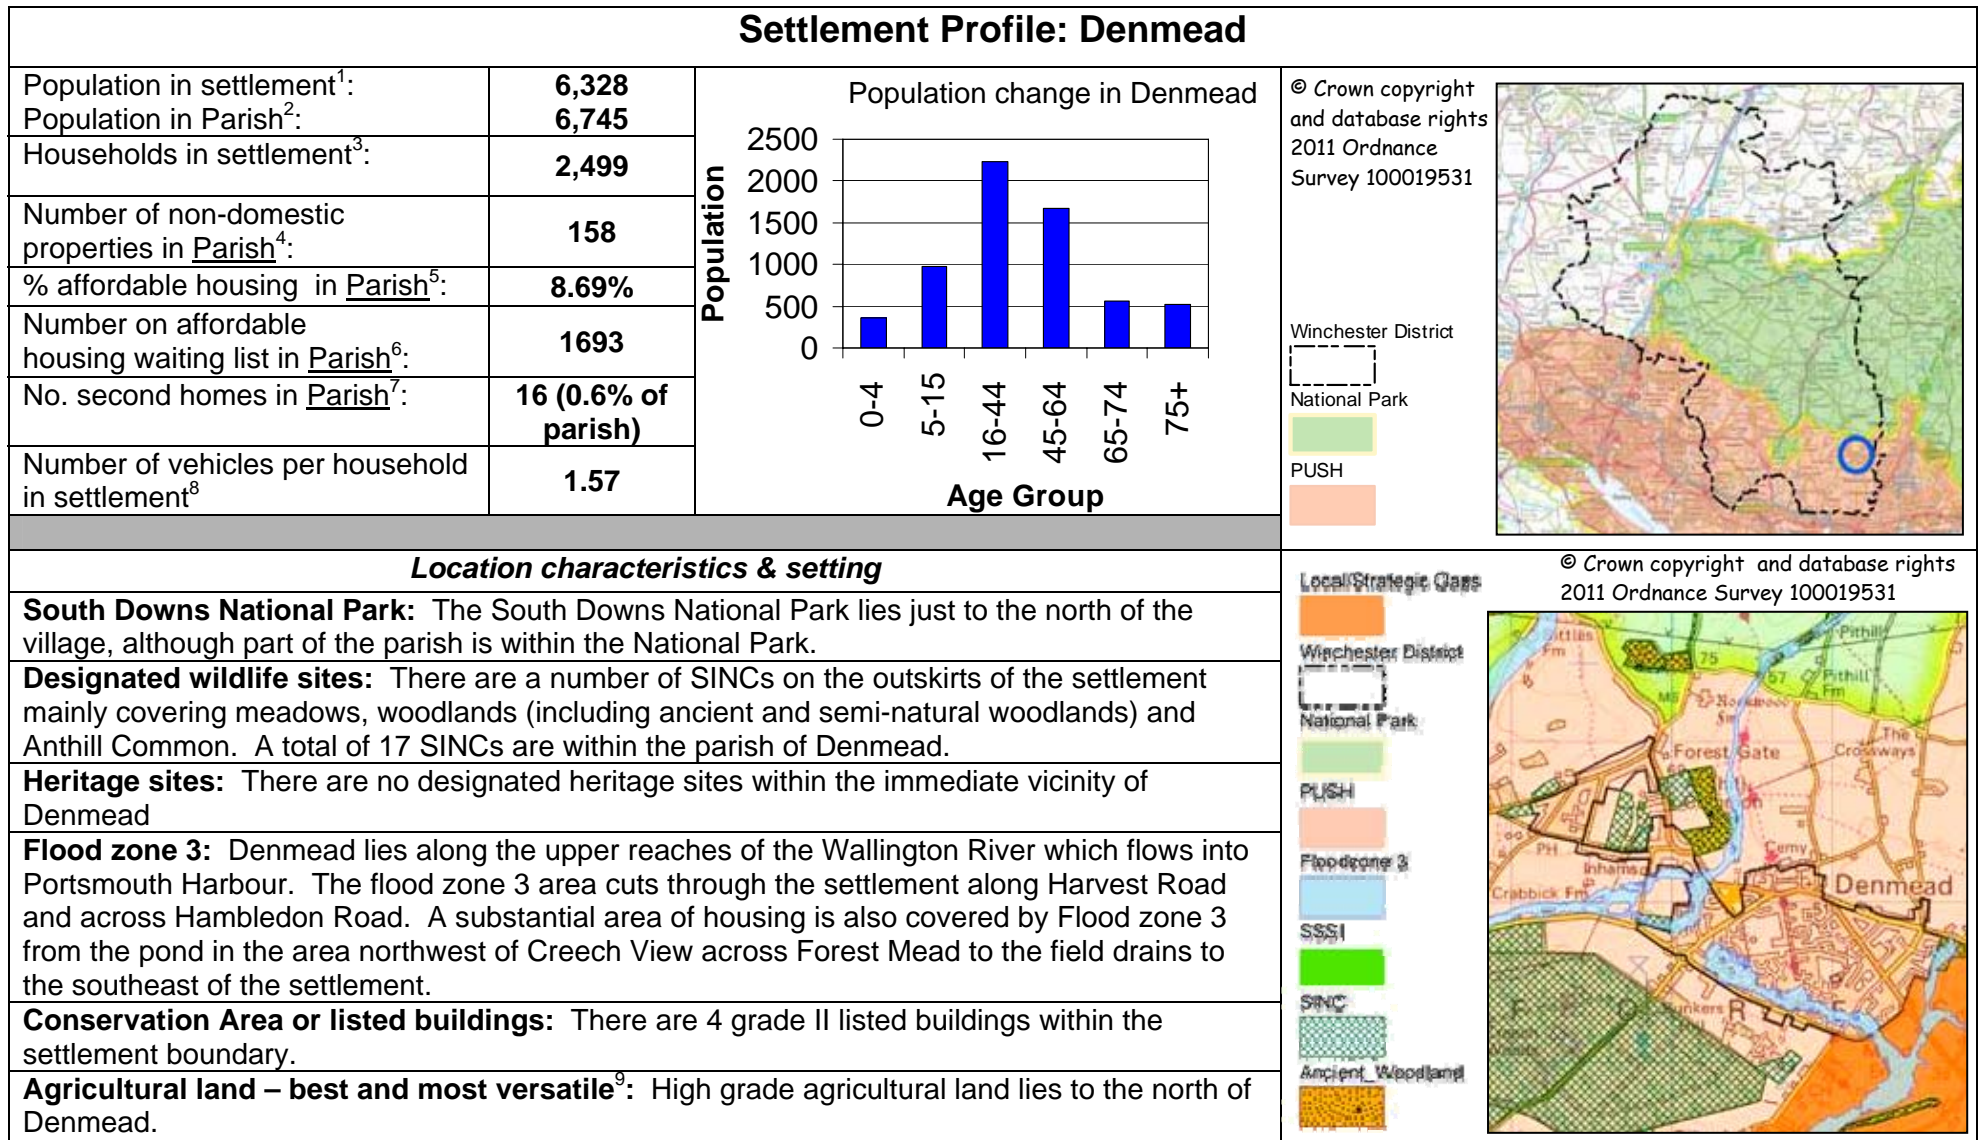 Settlement Profile: Denmead
Population in settlement1:
6,328
Population in Parish2:
6,745
Households in settlement3:
2,499
Number of non-domestic
properties in Parish4:
158
% affordable housing in Parish5:
8.69%
Number on affordable
housing waiting list in Parish6:
1693
No. second homes in Parish7:
16 (0.6% of
parish)
Number of vehicles per household
in settlement8
1.57
Population change in Denmead
Population
2500
2000
1500
1000
500
0
0-4
5-15
16-44
45-64
65-74
75+
Age Group
© Crown copyright
and database rights
2011 Ordnance
Survey 100019531
Winchester District
National Park
PUSH
Location characteristics & setting
South Downs National Park: The South Downs National Park lies just to the north of the
village, although part of the parish is within the National Park.
Designated wildlife sites: There are a number of SINCs on the outskirts of the settlement
mainly covering meadows, woodlands (including ancient and semi-natural woodlands) and
Anthill Common. A total of 17 SINCs are within the parish of Denmead.
Heritage sites: There are no designated heritage sites within the immediate vicinity of
Denmead
Flood zone 3: Denmead lies along the upper reaches of the Wallington River which flows into
Portsmouth Harbour. The flood zone 3 area cuts through the settlement along Harvest Road
and across Hambledon Road. A substantial area of housing is also covered by Flood zone 3
from the pond in the area northwest of Creech View across Forest Mead to the field drains to
the southeast of the settlement.
Conservation Area or listed buildings: There are 4 grade II listed buildings within the
settlement boundary.
Agricultural land – best and most versatile9: High grade agricultural land lies to the north of
Denmead.
Local/Strategic Gaps
Winchester District
National Park
PUSH
Floodzone 3
SSSI
SINC
Ancient_Woodland
© Crown copyright and database rights
2011 Ordnance Survey 100019531
Pithill
75
57
Pithill
Fm
Forest Gate
The
Crossways
PH
Inhams
Cemy
Crabbick Fm
Denmead